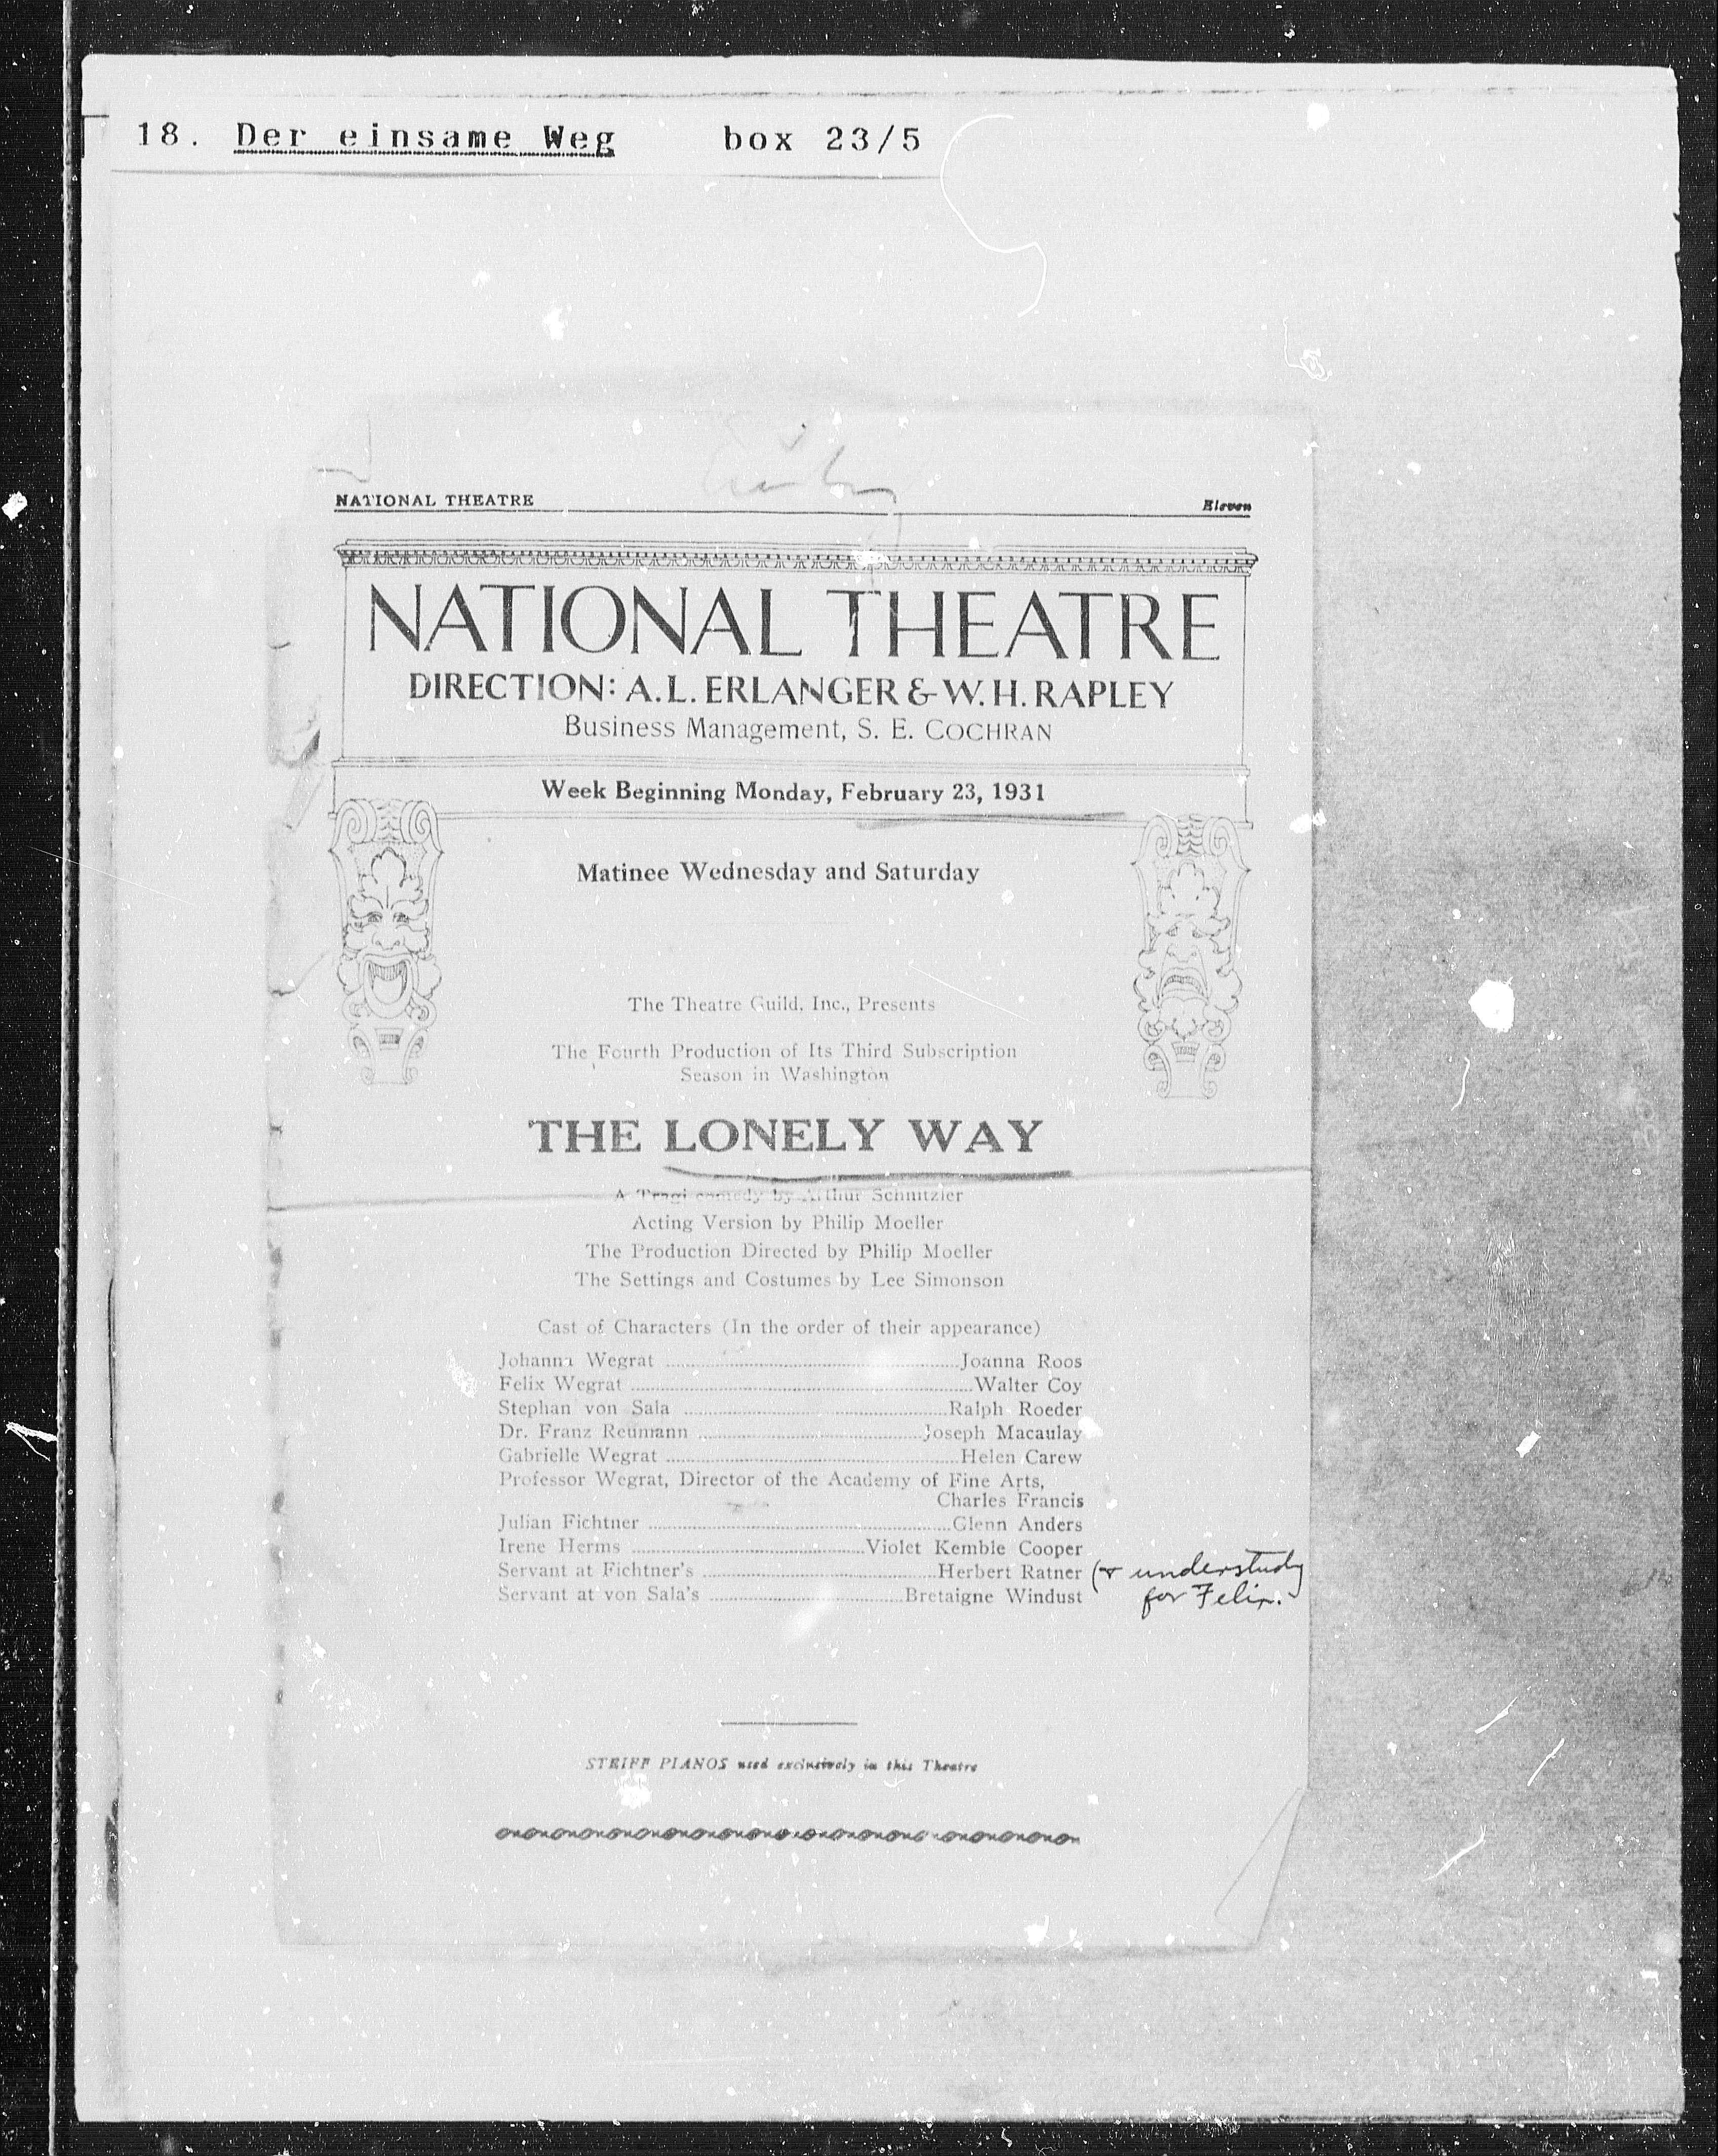 18. Der einsame Weg box 23/5
NATIONAL THEATRE Eleven
NATIONAL THEATRE
DIRECTION: A. L. ERLANGER & W. H. RAPLEY
Business Management, S. E. COCHRAN
Week Beginning Monday, February 23, 1931
Matinee Wednesday and Saturday
The Theatre Guild, Inc., Presents
The Fourth Production of Its Third Subscription
Season in Washington
THE LONELY WAY
A Tragi comedy by Arthur Schnitzler
Acting Version by Philip Moeller
The Production Directed by Philip Moeller
The Settings and Costumes by Lee Simonson
Cast of Characters (In the order of their appearance)
Johanna Wegrat ........ Joanna Roos
Felix Wegrat ........ Walter Coy
Stephan von Sala ........ Ralph Roeder
Dr. Franz Reumann ........ Joseph Macaulay
Gabrielle Wegrat ........ Helen Carew
Professor Wegrat, Director of the Academy of Fine Arts,
Charles Francis
Julian Fichtner ........ Glenn Anders
Irene Herms ........ Violet Kemble Cooper
Servant at Fichtner's ........ Herbert Ratner (& understudy
Servant at von Sala's ........ Bretaigne Windust for Felix.
STEIFF PIANOS used exclusively in this Theatre